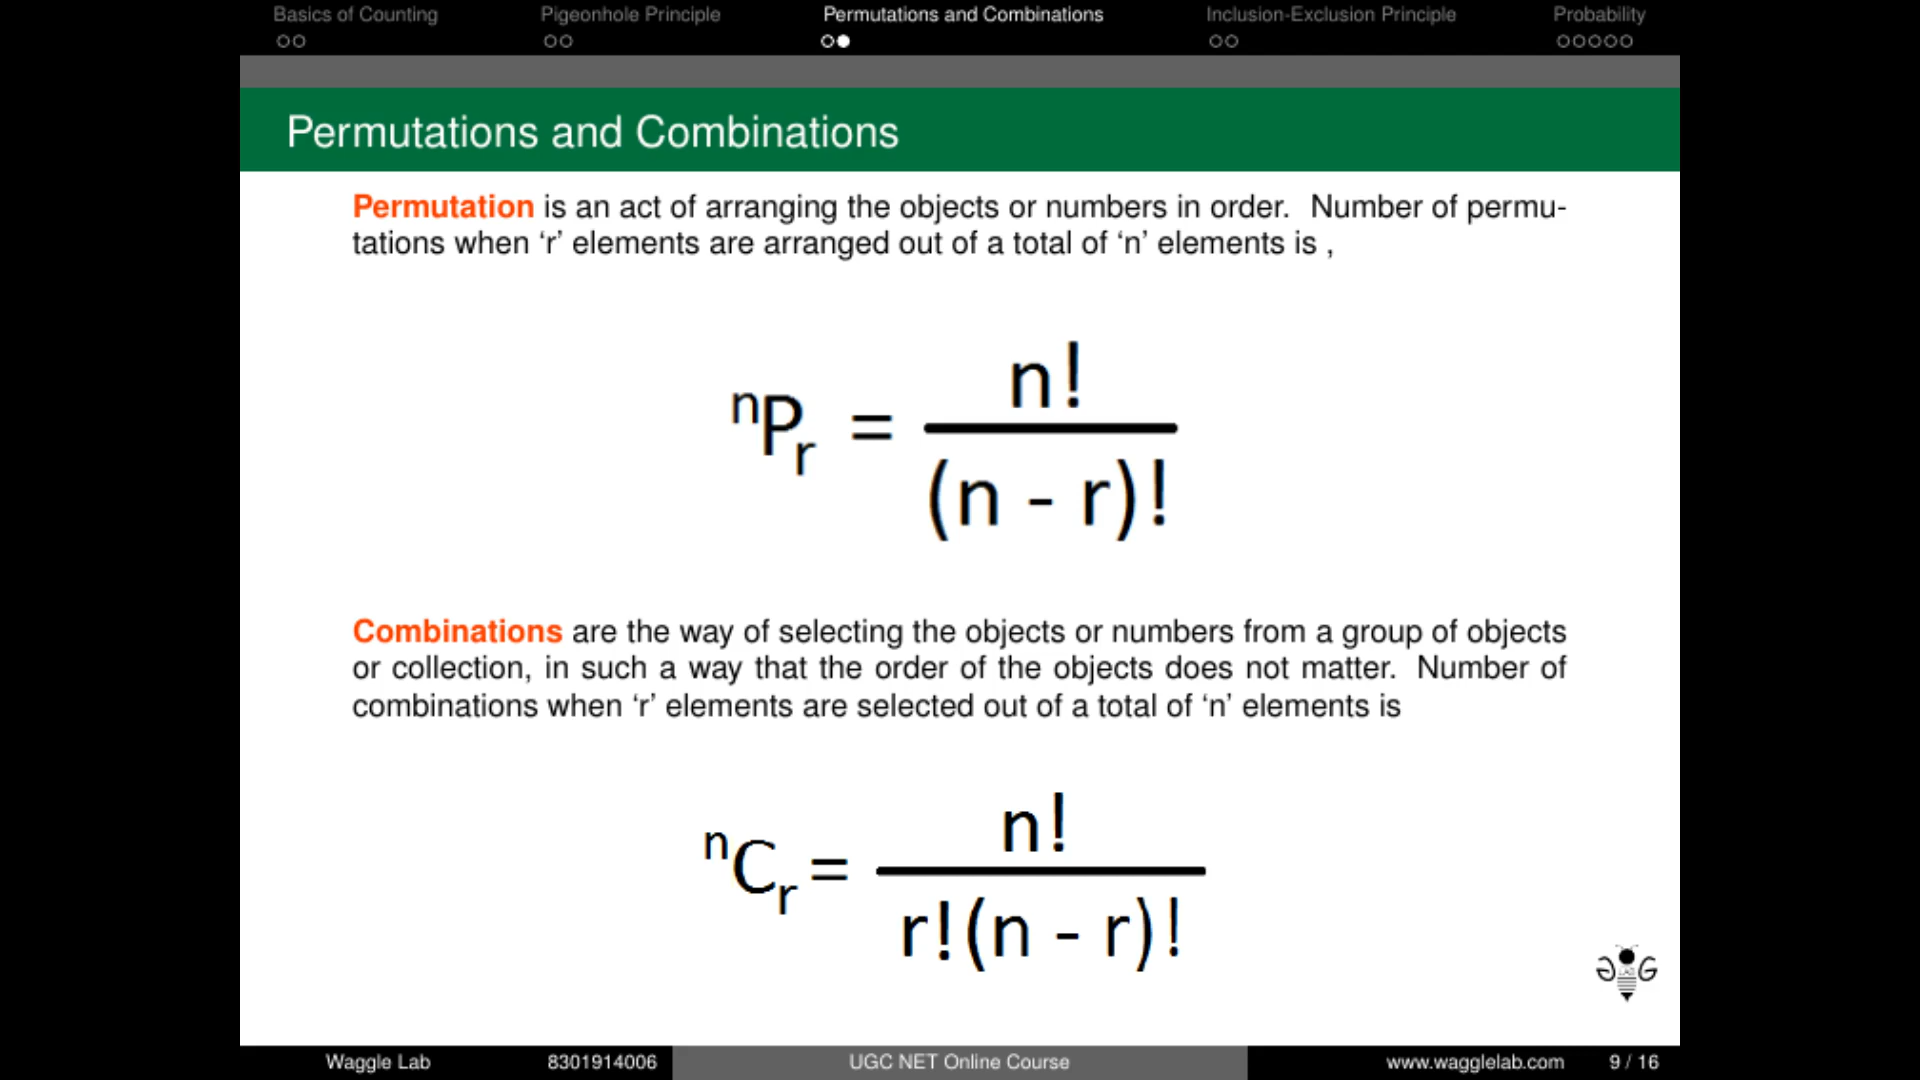 Basics of Counting Pigeonhole Principle Permutations and Combinations Inclusion-Exclusion Principle Probability
Permutations and Combinations
Permutation is an act of arranging the objects or numbers in order. Number of permu-
tations when ‘r’ elements are arranged out of a total of ‘n’ elements is ,
nPr = n! / (n - r)!
Combinations are the way of selecting the objects or numbers from a group of objects
or collection, in such a way that the order of the objects does not matter. Number of
combinations when ‘r’ elements are selected out of a total of ‘n’ elements is
nCr = n! / r!(n - r)!
Waggle Lab 8301914006 UGC NET Online Course www.wagglelab.com 9 / 16